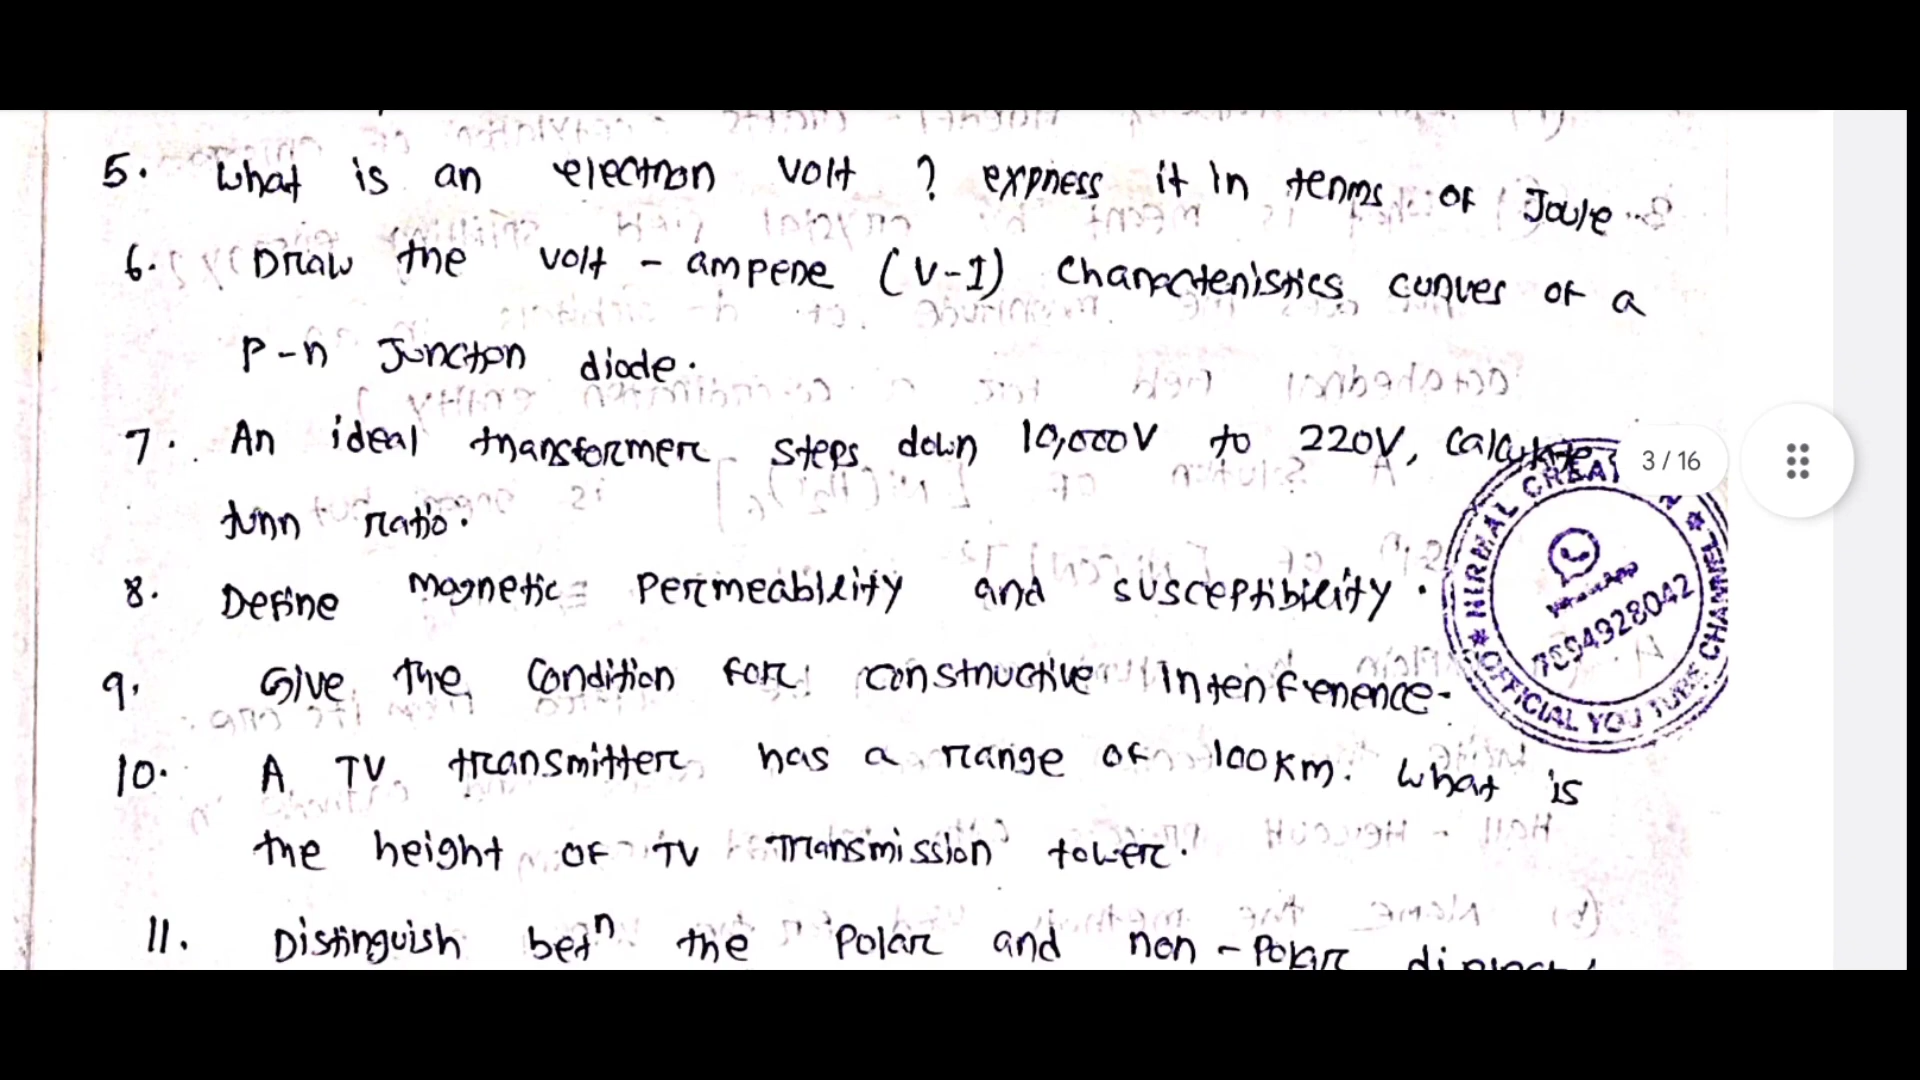 5. What is an electron volt ? express it in terms of Joule.
6. Draw the volt - ampere (V-I) Characteristics curves of a
P-n Junction diode.
7. An ideal transformer steps down 10,000V to 220V, Calculate
3 / 16
turn ratio.
8. Define magnetic permeability and susceptibility.
9. Give the Condition for constructive interference.
10. A TV transmitter has a range of 100Km. What is
the height of TV Transmission tower.
11. Distinguish betn the Polar and non-Polar
NIRMAL
WhatsApp
OFFICIAL YOU TUBE CHANNEL